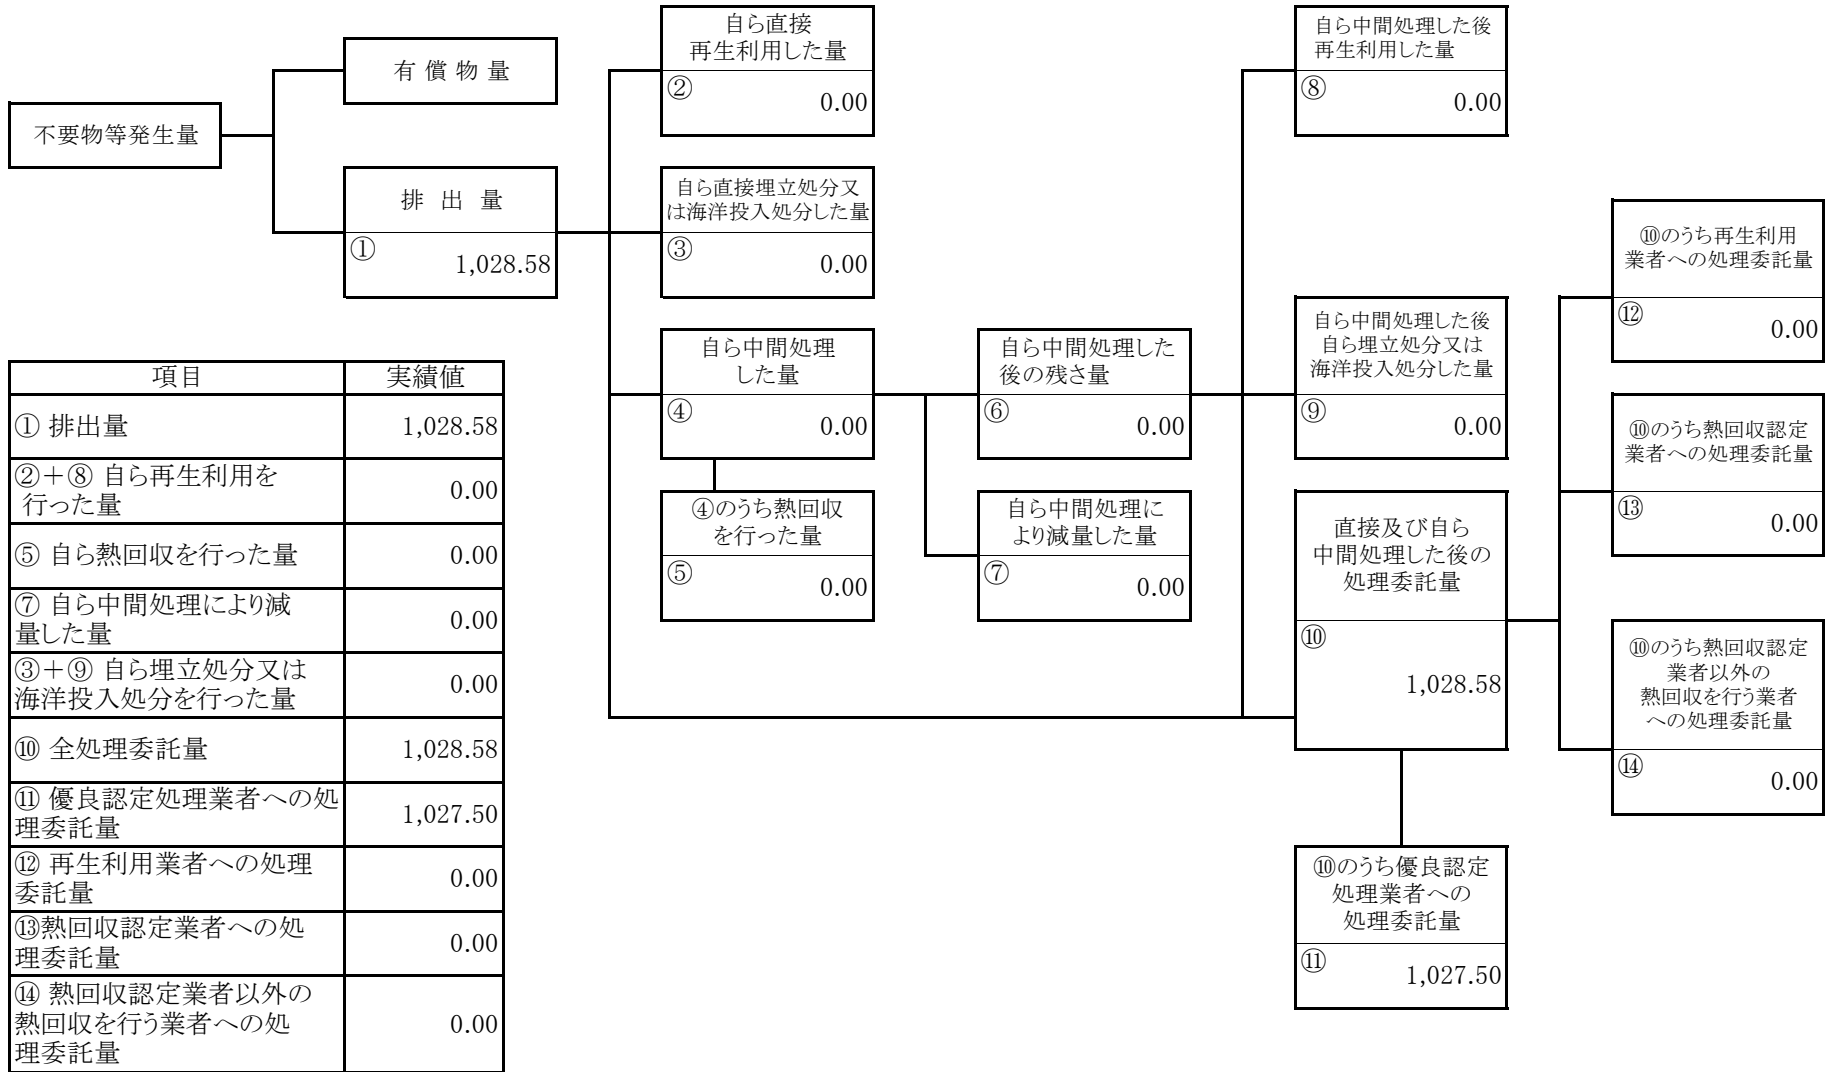 不要物等発生量
有 償 物 量
排 出 量
①
1,028.58
自ら直接
再生利用した量
②
0.00
自ら直接埋立処分又
は海洋投入処分した量
③
0.00
自ら中間処理
した量
④
0.00
④のうち熱回収
を行った量
⑤
0.00
自ら中間処理した
後の残さ量
⑥
0.00
自ら中間処理に
より減量した量
⑦
0.00
自ら中間処理した後
再生利用した量
⑧
0.00
自ら中間処理した後
自ら埋立処分又は
海洋投入処分した量
⑨
0.00
直接及び自ら
中間処理した後の
処理委託量
⑩
1,028.58
⑩のうち優良認定
処理業者への
処理委託量
⑪
1,027.50
⑩のうち再生利用
業者への処理委託量
⑫
0.00
⑩のうち熱回収認定
業者への処理委託量
⑬
0.00
⑩のうち熱回収認定
業者以外の
熱回収を行う業者
への処理委託量
⑭
0.00
項目 実績値
① 排出量 1,028.58
②＋⑧ 自ら再生利用を
行った量 0.00
⑤ 自ら熱回収を行った量 0.00
⑦ 自ら中間処理により減
量した量 0.00
③＋⑨ 自ら埋立処分又は
海洋投入処分を行った量 0.00
⑩ 全処理委託量 1,028.58
⑪ 優良認定処理業者への処
理委託量 1,027.50
⑫ 再生利用業者への処理
委託量 0.00
⑬熱回収認定業者への処
理委託量 0.00
⑭ 熱回収認定業者以外の
熱回収を行う業者への処
理委託量 0.00